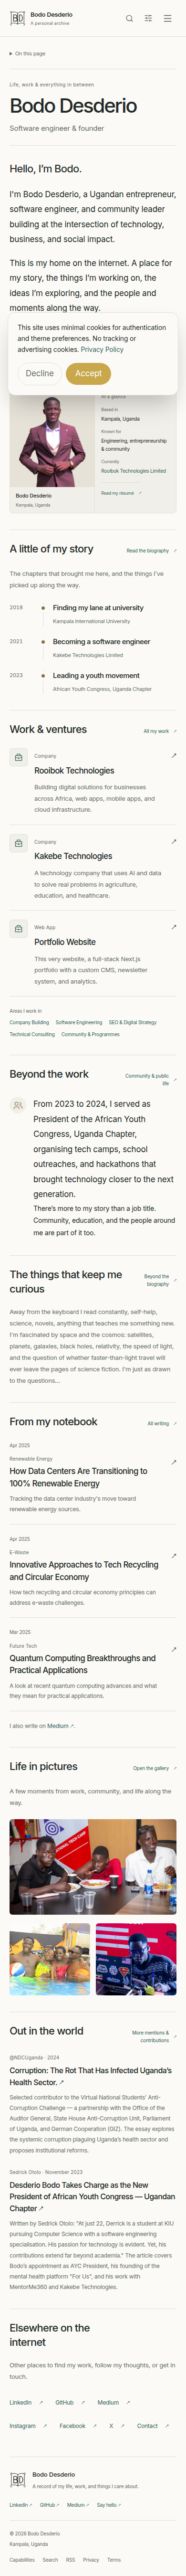 Bodo Desderio
A personal archive
On this page
Life, work & everything in between
Bodo Desderio
Software engineer & founder
Hello, I'm Bodo.
I'm Bodo Desderio, a Ugandan entrepreneur,
software engineer, and community leader
building at the intersection of technology,
business, and social impact.
This is my home on the internet. A place for
my story, the things I'm working on, the
ideas I'm exploring, and the people and
moments along the way.
This site uses minimal cookies for authentication
and theme preferences. No tracking or
advertising cookies. Privacy Policy
Decline
Accept
At a glance
Based in
Kampala, Uganda
Known for
Engineering, entrepreneurship
& community
Currently
Rooibok Technologies Limited
Read my résumé ↗
Bodo Desderio
Kampala, Uganda
A little of my story
Read the biography ↗
The chapters that brought me here, and the things I've
picked up along the way.
2018
Finding my lane at university
Kampala International University
2021
Becoming a software engineer
Kakebe Technologies Limited
2023
Leading a youth movement
African Youth Congress, Uganda Chapter
Work & ventures
All my work ↗
Company ↗
Rooibok Technologies
Building digital solutions for businesses
across Africa, web apps, mobile apps, and
cloud infrastructure.
Company ↗
Kakebe Technologies
A technology company that uses AI and data
to solve real problems in agriculture,
education, and healthcare.
Web App ↗
Portfolio Website
This very website, a full-stack Next.js
portfolio with a custom CMS, newsletter
system, and analytics.
Areas I work in
Company Building Software Engineering SEO & Digital Strategy
Technical Consulting Community & Programmes
Beyond the work
Community & public
life ↗
From 2023 to 2024, I served as
President of the African Youth
Congress, Uganda Chapter,
organising tech camps, school
outreaches, and hackathons that
brought technology closer to the next
generation.
There's more to my story than a job title.
Community, education, and the people around
me are part of it too.
The things that keep me
curious
Beyond the
biography ↗
Away from the keyboard I read constantly, self-help,
science, novels, anything that teaches me something new.
I'm fascinated by space and the cosmos: satellites,
planets, galaxies, black holes, relativity, the speed of light,
and the question of whether faster-than-light travel will
ever leave the pages of science fiction. I'm just as drawn
to the questions...
From my notebook
All writing ↗
Apr 2025
Renewable Energy ↗
How Data Centers Are Transitioning to
100% Renewable Energy
Tracking the data center industry's move toward
renewable energy sources.
Apr 2025
E-Waste ↗
Innovative Approaches to Tech Recycling
and Circular Economy
How tech recycling and circular economy principles can
address e-waste challenges.
Mar 2025
Future Tech ↗
Quantum Computing Breakthroughs and
Practical Applications
A look at recent quantum computing advances and what
they mean for practical applications.
I also write on Medium ↗.
Life in pictures
Open the gallery ↗
A few moments from work, community, and life along the
way.
Out in the world
More mentions &
contributions ↗
@NDCUganda · 2024
Corruption: The Rot That Has Infected Uganda's
Health Sector. ↗
Selected contributor to the Virtual National Students' Anti-
Corruption Challenge — a partnership with the Office of the
Auditor General, State House Anti-Corruption Unit, Parliament
of Uganda, and German Cooperation (GIZ). The essay explores
the systemic corruption plaguing Uganda's health sector and
proposes institutional reforms.
Sedrick Otolo · November 2023
Desderio Bodo Takes Charge as the New
President of African Youth Congress — Ugandan
Chapter ↗
Written by Sedrick Otolo: "At just 22, Derrick is a student at KIU
pursuing Computer Science with a software engineering
specialisation. His passion for technology is evident. Yet, his
contributions extend far beyond academia." The article covers
Bodo's appointment as AYC President, his founding of the
mental health platform "For Us", and his work with
MentorMe360 and Kakebe Technologies.
Elsewhere on the
internet
Other places to find my work, follow my thoughts, or get in
touch.
LinkedIn ↗ GitHub ↗ Medium ↗
Instagram ↗ Facebook ↗ X ↗ Contact ↗
Bodo Desderio
A record of my life, work, and things I care about.
LinkedIn ↗ GitHub ↗ Medium ↗ Say hello ↗
© 2026 Bodo Desderio
Kampala, Uganda
Capabilities Search RSS Privacy Terms